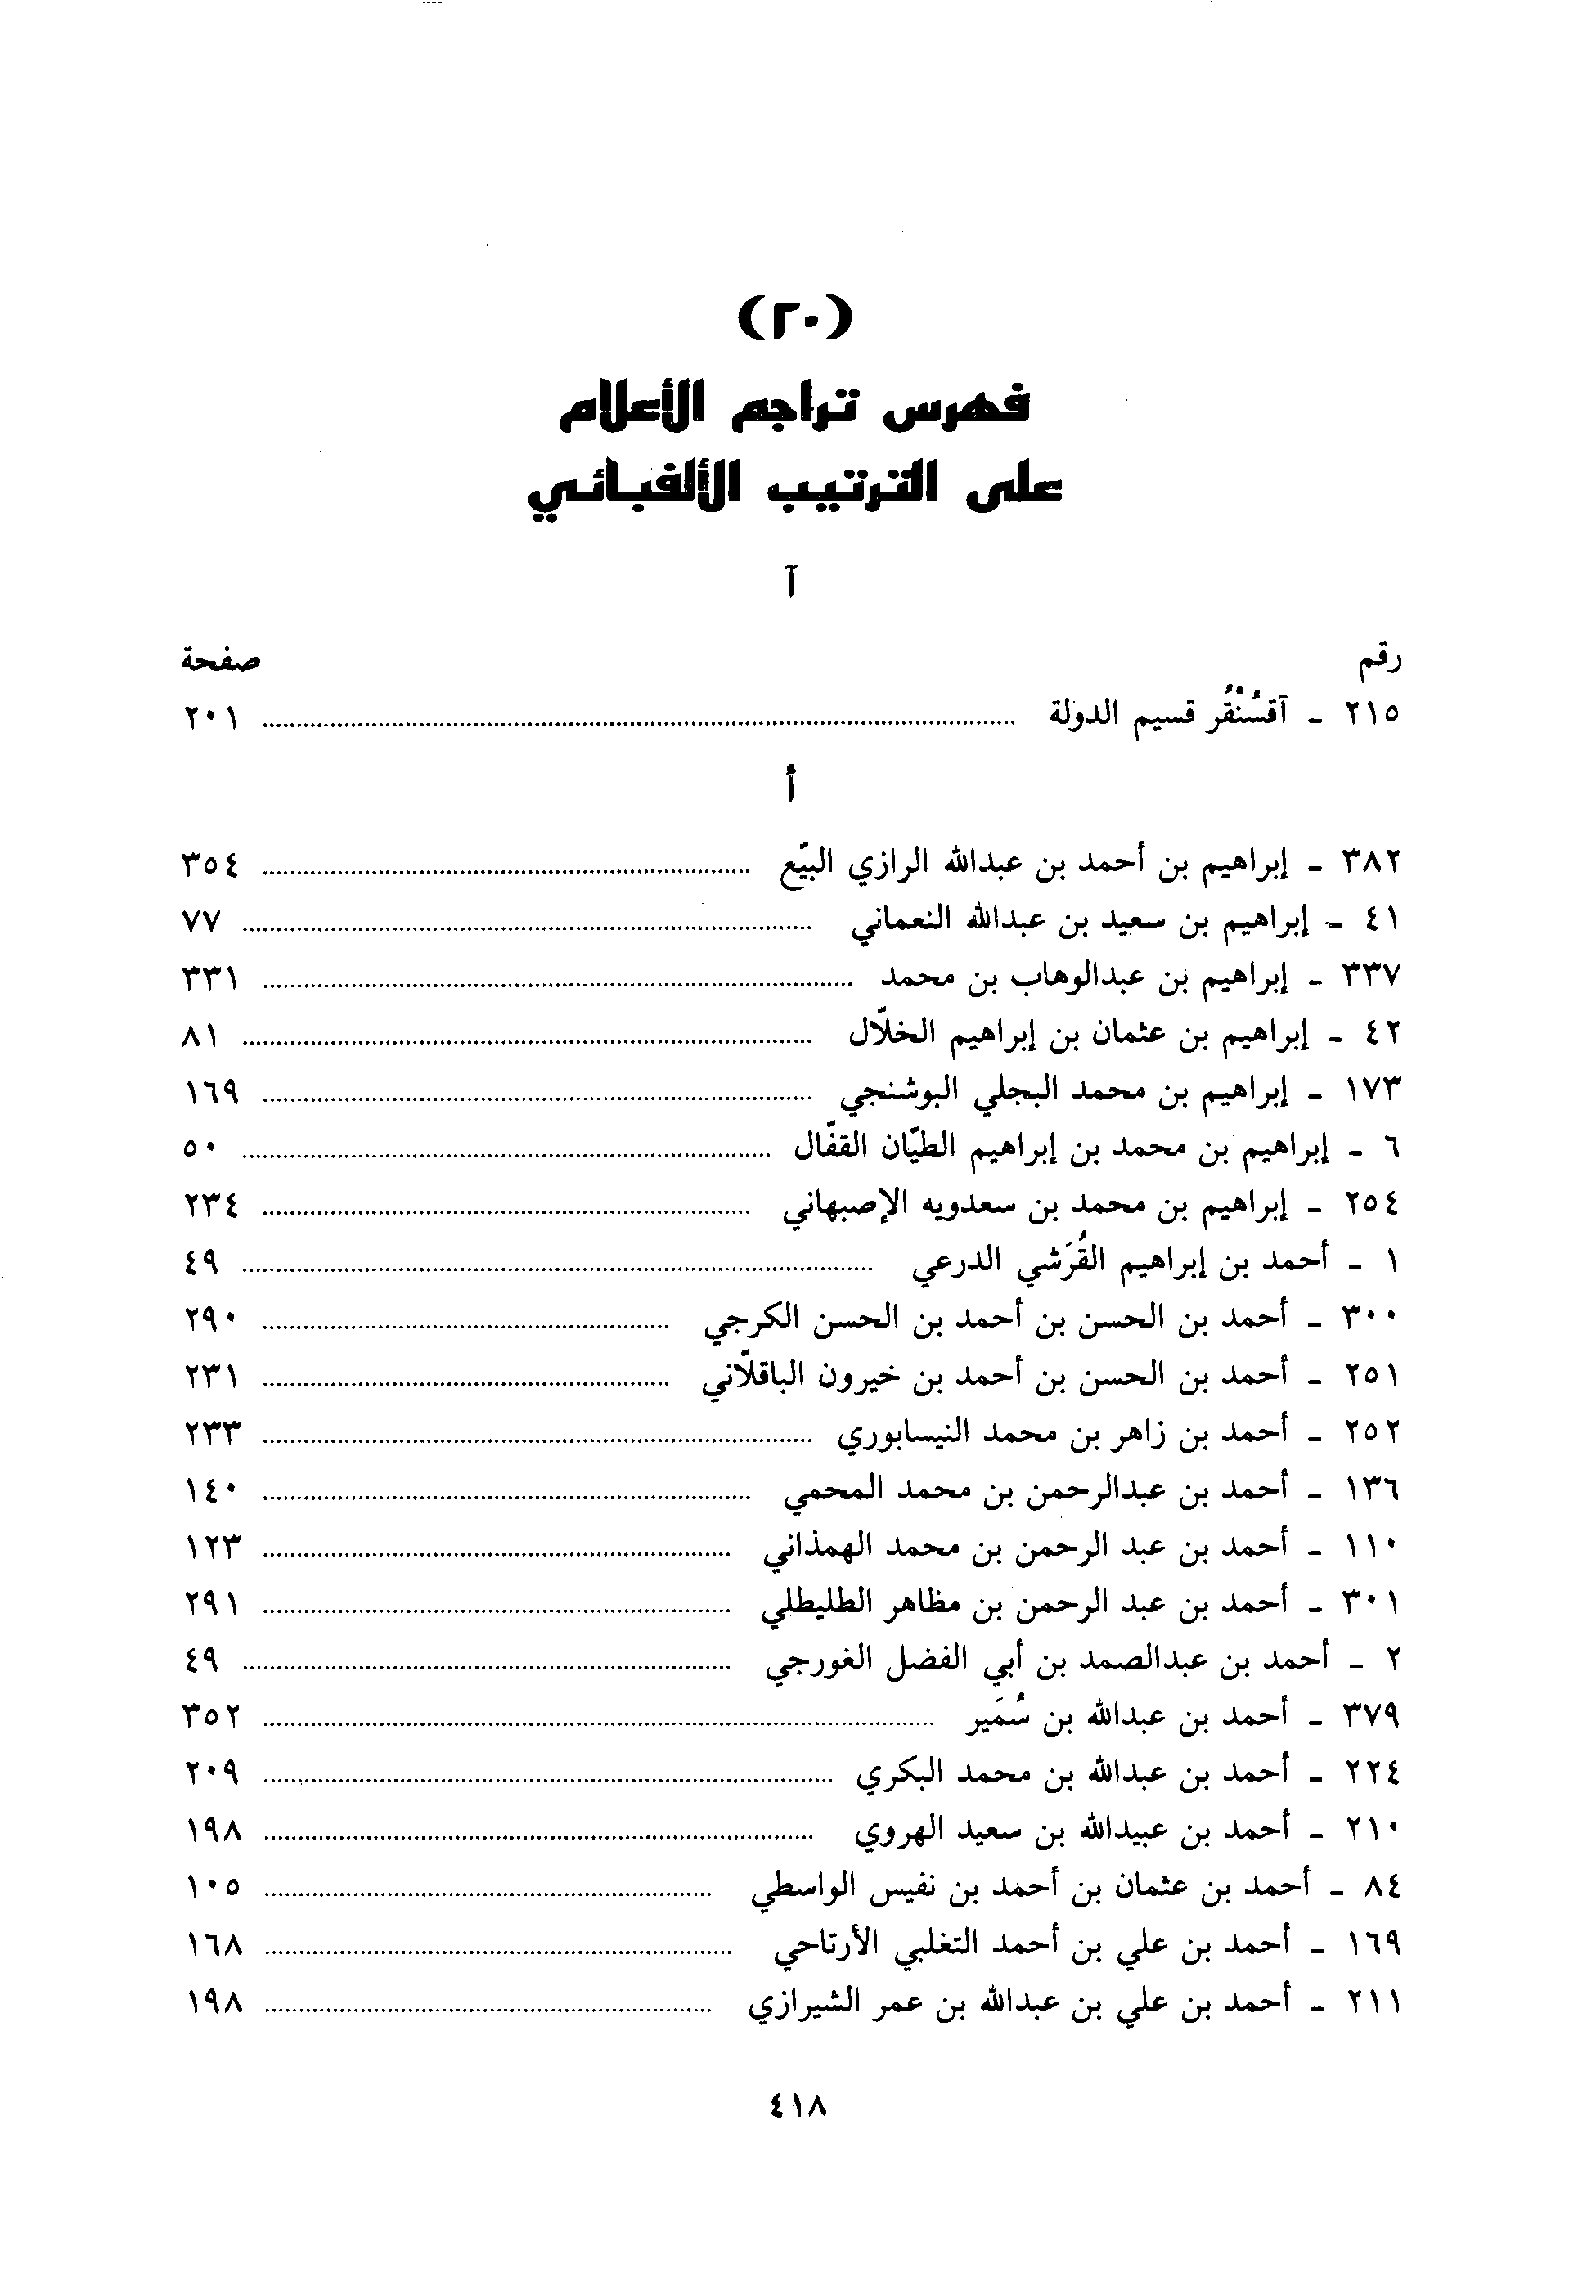 (٢٠)
فهرس تراجم الأعلام
على الترتيب الألفبائي
آ
رقم صفحة
٢١٥ - آقسُنْقُر قسيم الدولة ........ ٢٠١
أ
٣٨٢ - إبراهيم بن أحمد بن عبدالله الرازي البيّع ........ ٣٥٤
٤١ - إبراهيم بن سعيد بن عبدالله النعماني ........ ٧٧
٣٣٧ - إبراهيم بن عبدالوهاب بن محمد ........ ٣٣١
٤٢ - إبراهيم بن عثمان بن إبراهيم الخلّال ........ ٨١
١٧٣ - إبراهيم بن محمد البجلي البوشنجي ........ ١٦٩
٦ - إبراهيم بن محمد بن إبراهيم الطيّان القفّال ........ ٥٠
٢٥٤ - إبراهيم بن محمد بن سعدويه الإصبهاني ........ ٢٣٤
١ - أحمد بن إبراهيم القُرَشي الدرعي ........ ٤٩
٣٠٠ - أحمد بن الحسن بن أحمد بن الحسن الكرجي ........ ٢٩٠
٢٥١ - أحمد بن الحسن بن أحمد بن خيرون الباقلّاني ........ ٢٣١
٢٥٢ - أحمد بن زاهر بن محمد النيسابوري ........ ٢٣٣
١٣٦ - أحمد بن عبدالرحمن بن محمد المحمي ........ ١٤٠
١١٠ - أحمد بن عبد الرحمن بن محمد الهمذاني ........ ١٢٣
٣٠١ - أحمد بن عبد الرحمن بن مظاهر الطليطلي ........ ٢٩١
٢ - أحمد بن عبدالصمد بن أبي الفضل الغورجي ........ ٤٩
٣٧٩ - أحمد بن عبدالله بن سُمَير ........ ٣٥٢
٢٢٤ - أحمد بن عبدالله بن محمد البكري ........ ٢٠٩
٢١٠ - أحمد بن عبيدالله بن سعيد الهروي ........ ١٩٨
٨٤ - أحمد بن عثمان بن أحمد بن نفيس الواسطي ........ ١٠٥
١٦٩ - أحمد بن علي بن أحمد التغلبي الأرتاحي ........ ١٦٨
٢١١ - أحمد بن علي بن عبدالله بن عمر الشيرازي ........ ١٩٨
٤١٨